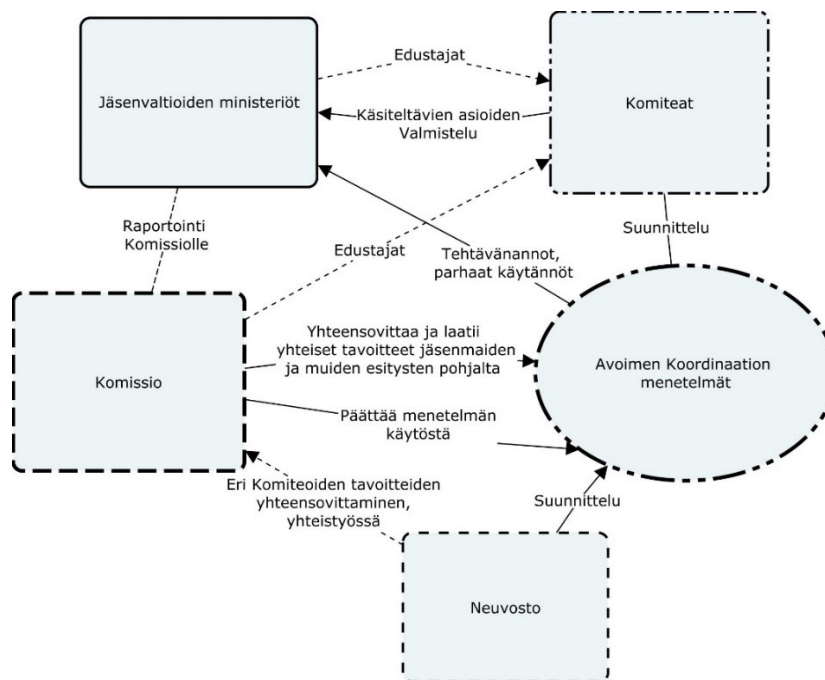 Edustajat
Jäsenvaltioiden ministeriöt
Komiteat
Käsiteltävien asioiden
Valmistelu
Raportointi
Komissiolle
Edustajat
Tehtävänannot,
parhaat käytännöt
Suunnittelu
Komissio
Yhteensovittaa ja laatii
yhteiset tavoitteet jäsenmaiden
ja muiden esitysten pohjalta
Avoimen Koordinaation
menetelmät
Päättää menetelmän
käytöstä
Eri Komiteoiden tavoitteiden
yhteensovittaminen,
yhteistyössä
Suunnittelu
Neuvosto